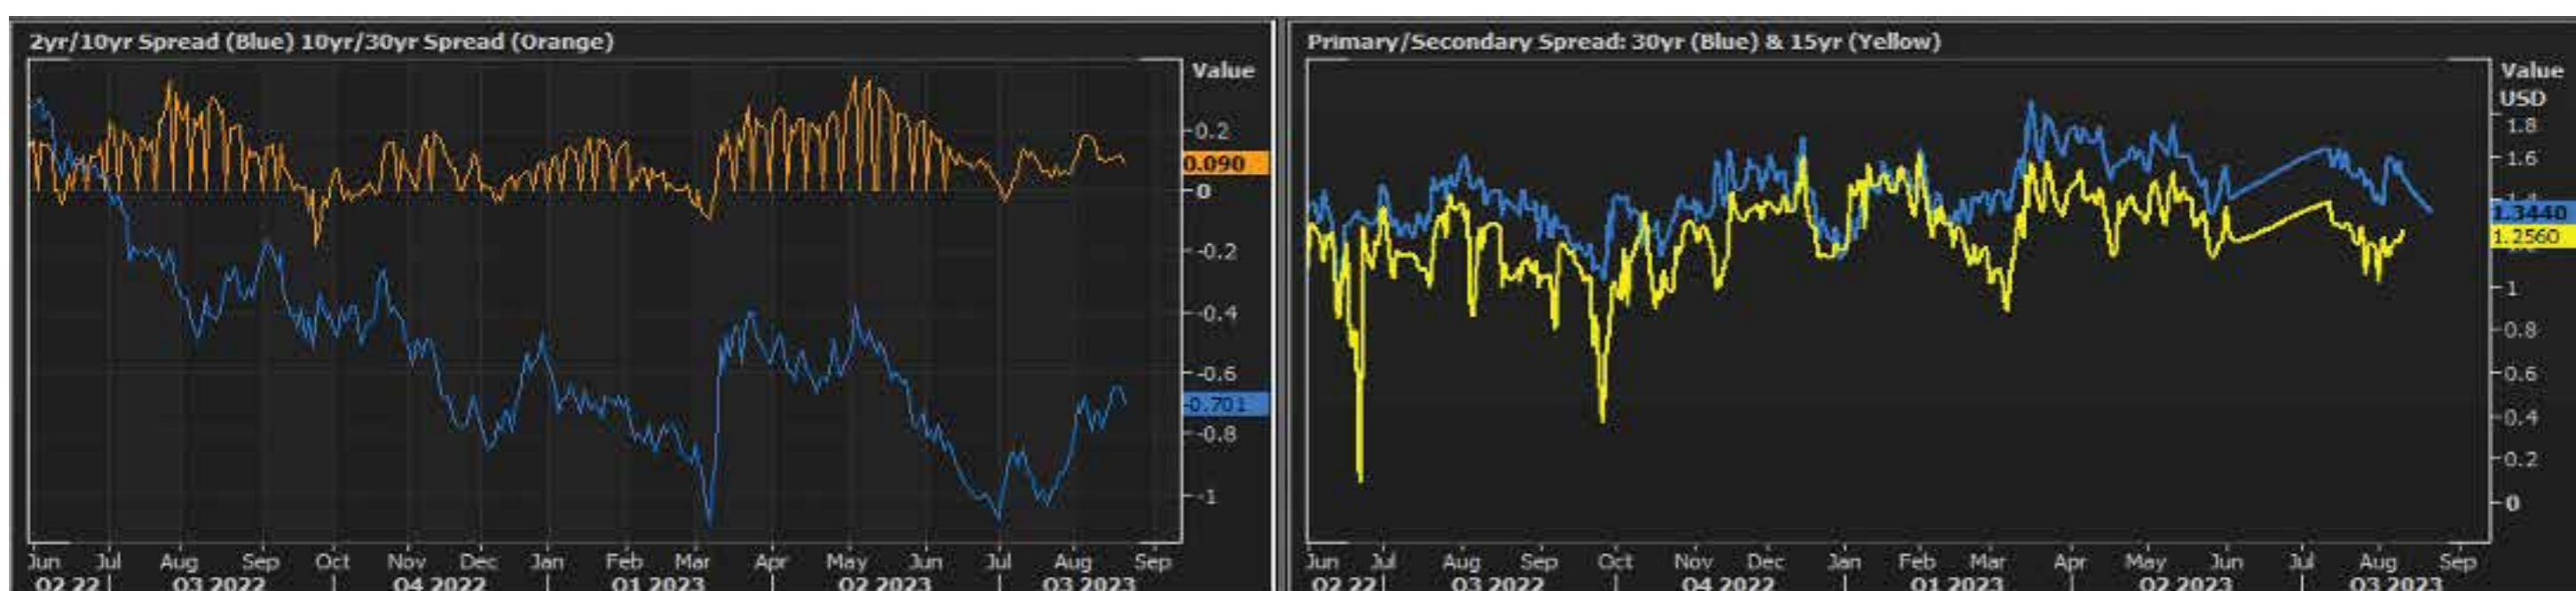 2yr/10yr Spread (Blue) 10yr/30yr Spread (Orange)
Value
0.2
0.090
0
-0.2
-0.4
-0.6
-0.701
-0.8
-1
Jun Jul Aug Sep Oct Nov Dec Jan Feb Mar Apr May Jun Jul Aug Sep
Q2 22 Q3 2022 Q4 2022 Q1 2023 Q2 2023 Q3 2023
Primary/Secondary Spread: 30yr (Blue) & 15yr (Yellow)
Value
USD
1.8
1.6
1.4
1.3440
1.2560
1
0.8
0.6
0.4
0.2
0
Jun Jul Aug Sep Oct Nov Dec Jan Feb Mar Apr May Jun Jul Aug Sep
Q2 22 Q3 2022 Q4 2022 Q1 2023 Q2 2023 Q3 2023